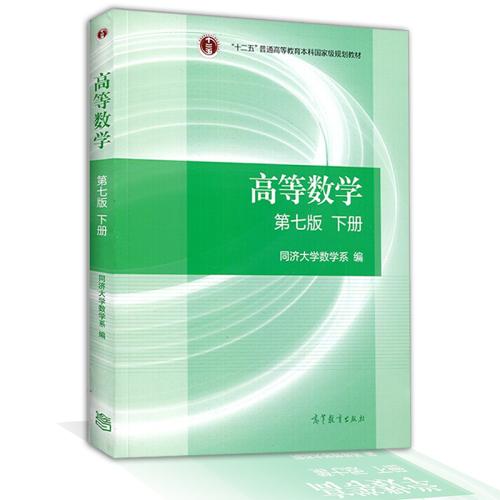 "十二五"普通高等教育本科国家级规划教材
高等数学
第七版 下册
同济大学数学系 编
高等教育出版社
高等数学
第七版 下册
同济大学数学系 编